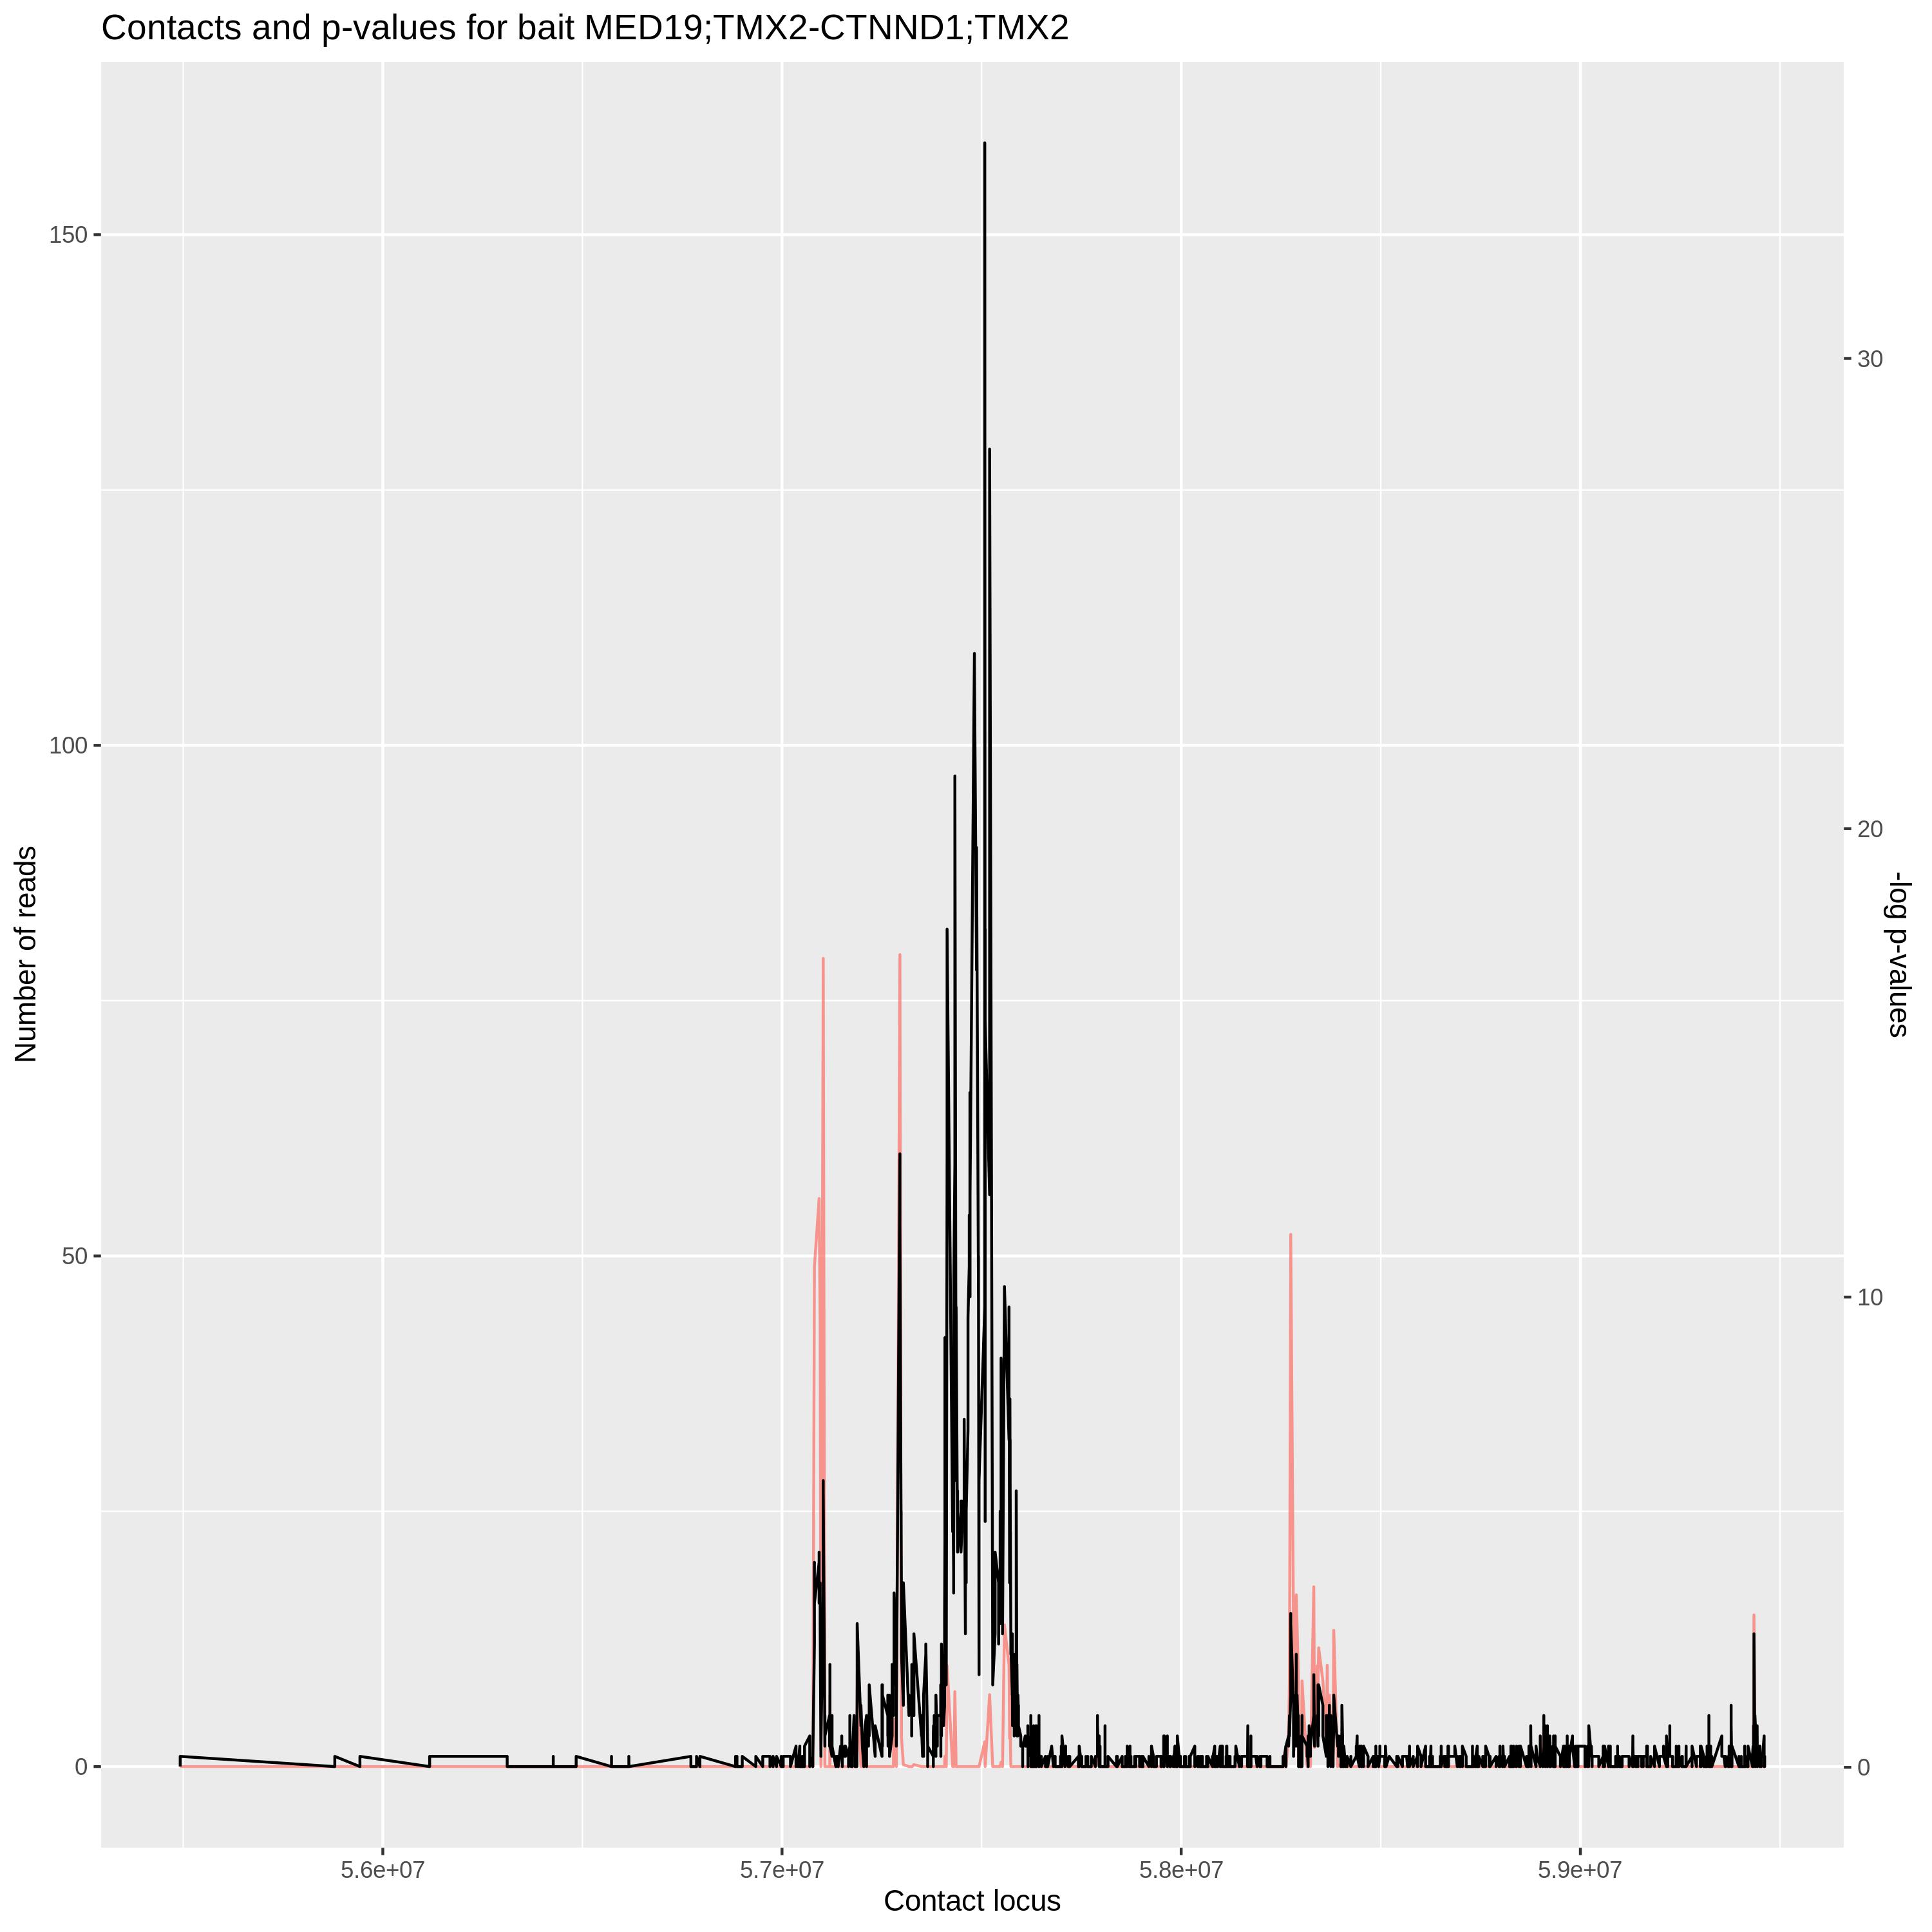 Contacts and p-values for bait MED19;TMX2-CTNND1;TMX2
150
100
50
0
Number of reads
30
20
10
0
-log p-values
5.6e+07 5.7e+07 5.8e+07 5.9e+07
Contact locus